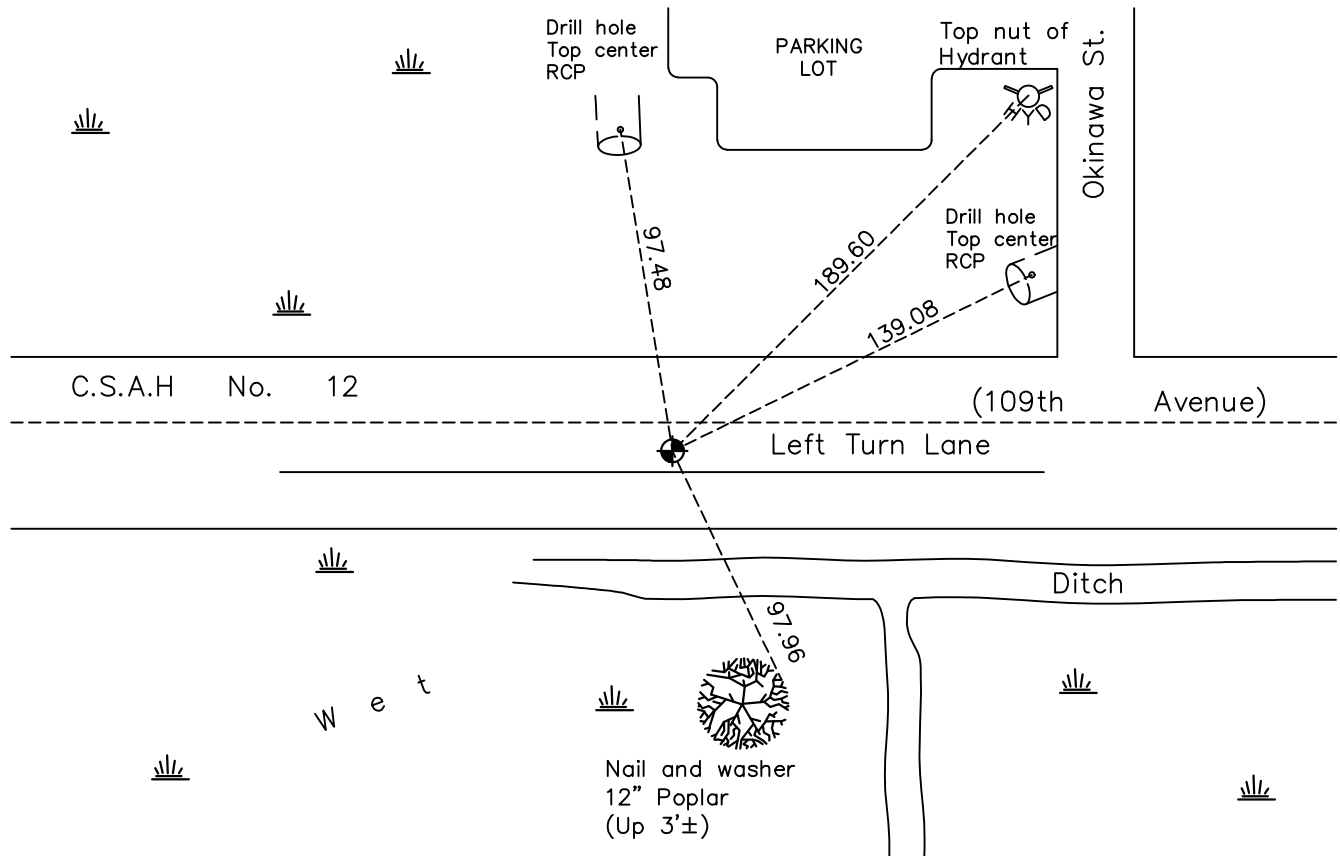 Drill hole
Top center
RCP
PARKING
LOT
Top nut of
Hydrant
HYD
Okinawa St.
Drill hole
Top center
RCP
97.48
189.60
139.08
C.S.A.H No. 12
(109th Avenue)
Left Turn Lane
Ditch
97.96
Wet
Nail and washer
12" Poplar
(Up 3'±)